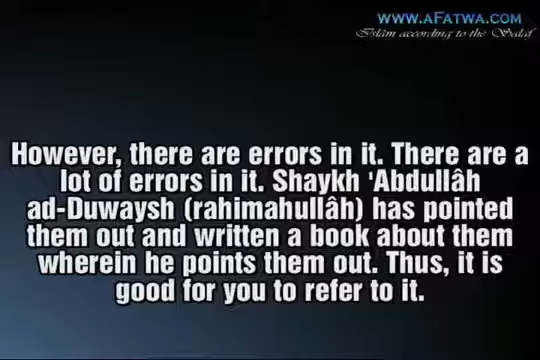 WWW.AFATWA.COM
Islâm according to the Salaf
However, there are errors in it. There are a
lot of errors in it. Shaykh 'Abdullâh
ad-Duwaysh (rahimahullâh) has pointed
them out and written a book about them
wherein he points them out. Thus, it is
good for you to refer to it.